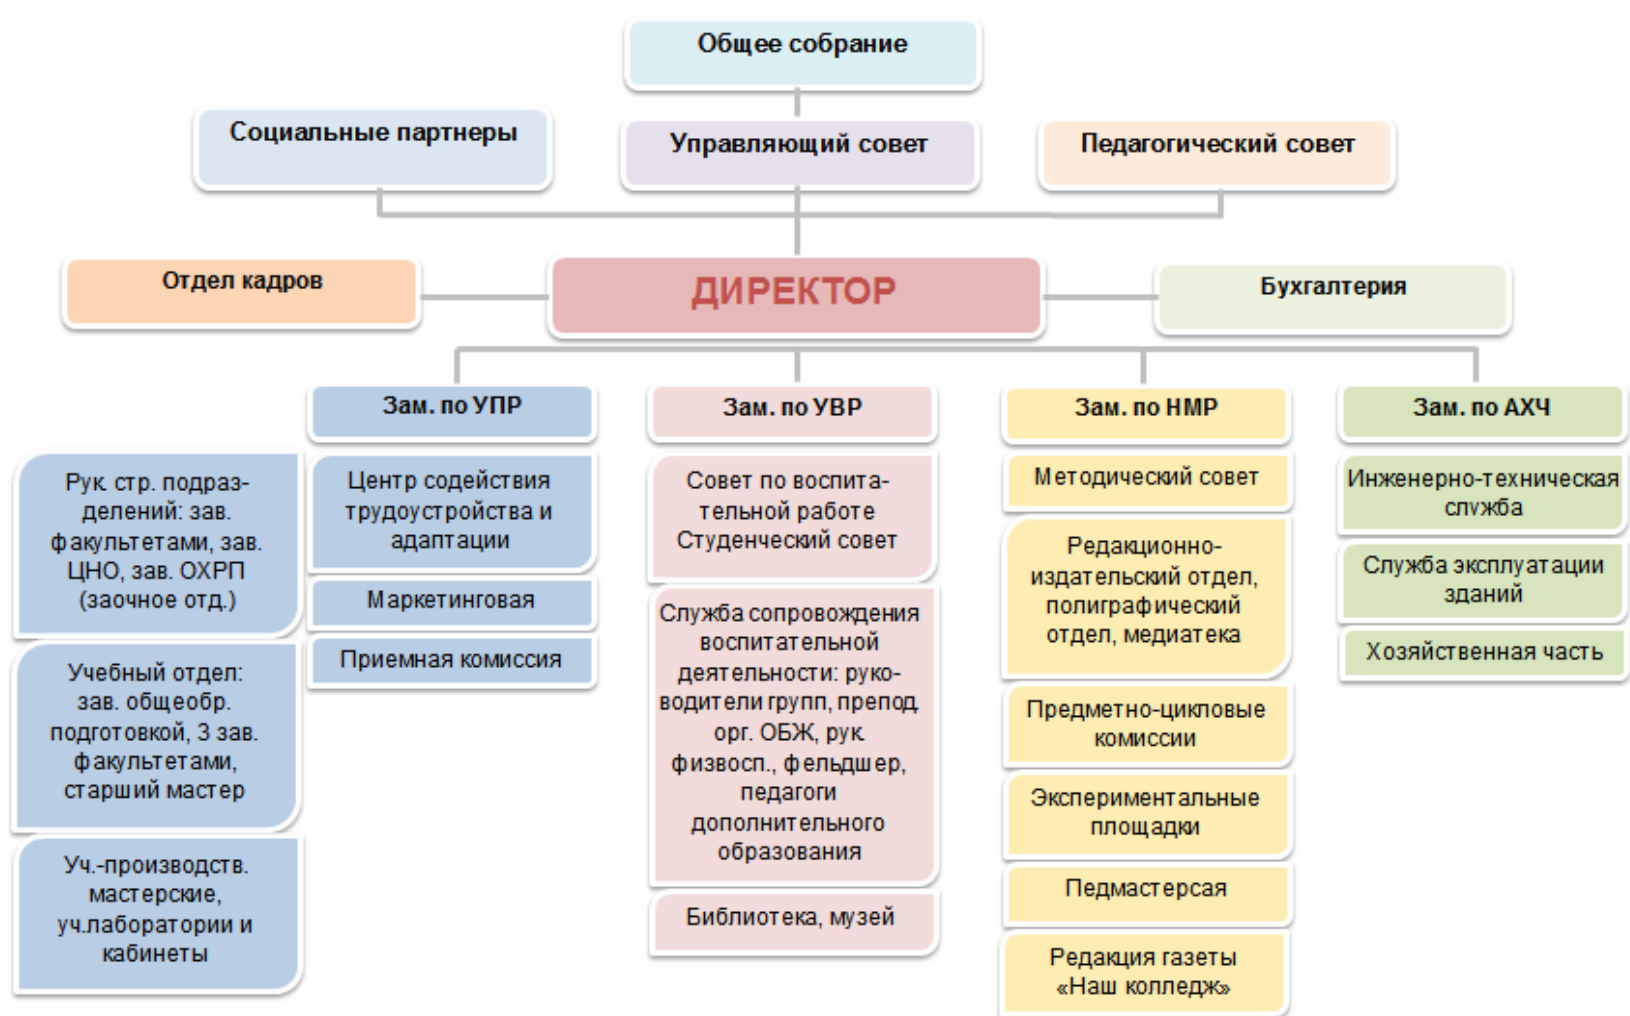 Общее собрание
Социальные партнеры
Управляющий совет
Педагогический совет
Отдел кадров
ДИРЕКТОР
Бухгалтерия
Зам. по УПР
Зам. по УВР
Зам. по НМР
Зам. по АХЧ
Рук. стр. подраз-
делений: зав.
факультетами, зав.
ЦНО, зав. ОХРП
(заочное отд.)
Учебный отдел:
зав. общеобр.
подготовкой, 3 зав.
факультетами,
старший мастер
Уч.-производств.
мастерские,
уч.лаборатории и
кабинеты
Центр содействия
трудоустройства и
адаптации
Маркетинговая
Приемная комиссия
Совет по воспита-
тельной работе
Студенческий совет
Служба сопровождения
воспитательной
деятельности: руко-
водители групп, препод.
орг. ОБЖ, рук.
физвосп., фельдшер,
педагоги
дополнительного
образования
Библиотека, музей
Методический совет
Редакционно-
издательский отдел,
полиграфический
отдел, медиатека
Предметно-цикловые
комиссии
Экспериментальные
площадки
Педмастерсая
Редакция газеты
«Наш колледж»
Инженерно-техническая
служба
Служба эксплуатации
зданий
Хозяйственная часть